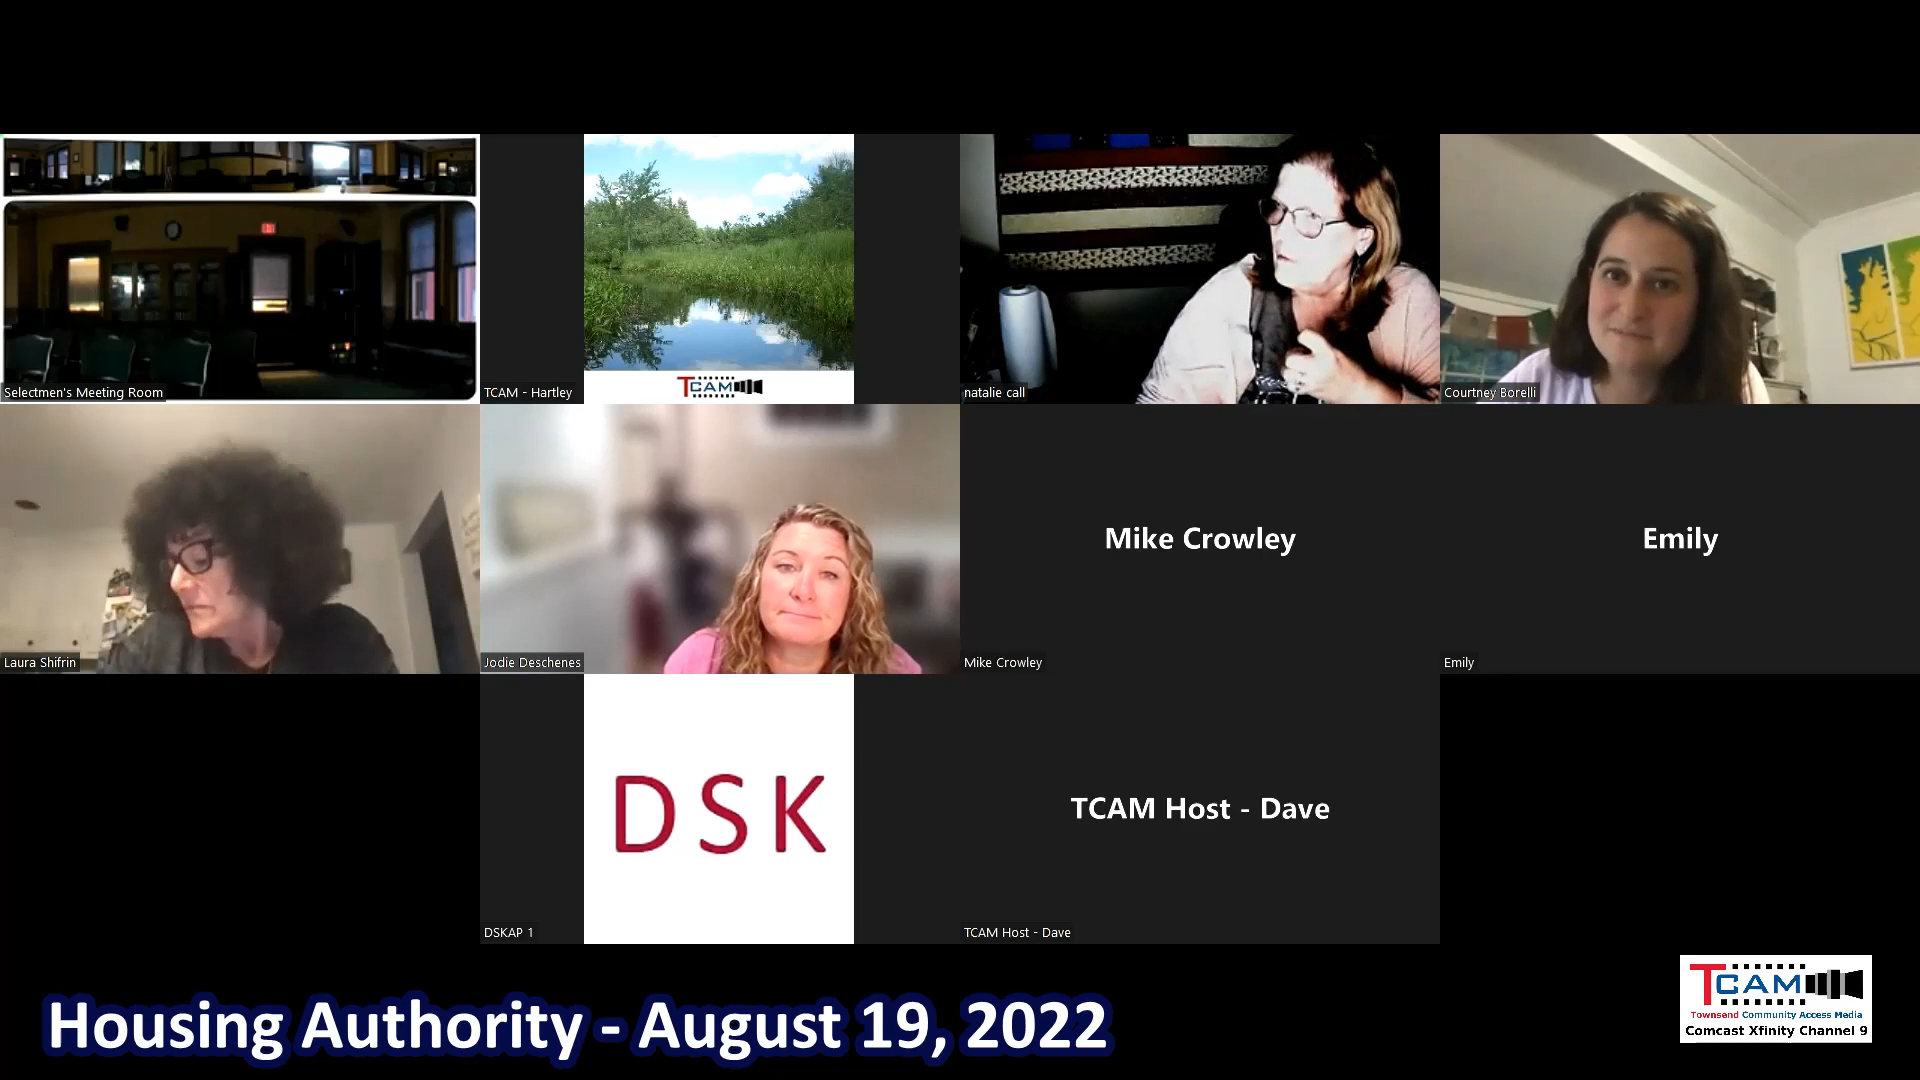 Selectmen's Meeting Room
TCAM
TCAM - Hartley
natalie call
Courtney Borelli
Laura Shifrin
Jodie Deschenes
Mike Crowley
Mike Crowley
Emily
Emily
DSK
DSKAP 1
TCAM Host - Dave
TCAM Host - Dave
Housing Authority - August 19, 2022
TCAM
Townsend Community Access Media
Comcast Xfinity Channel 9